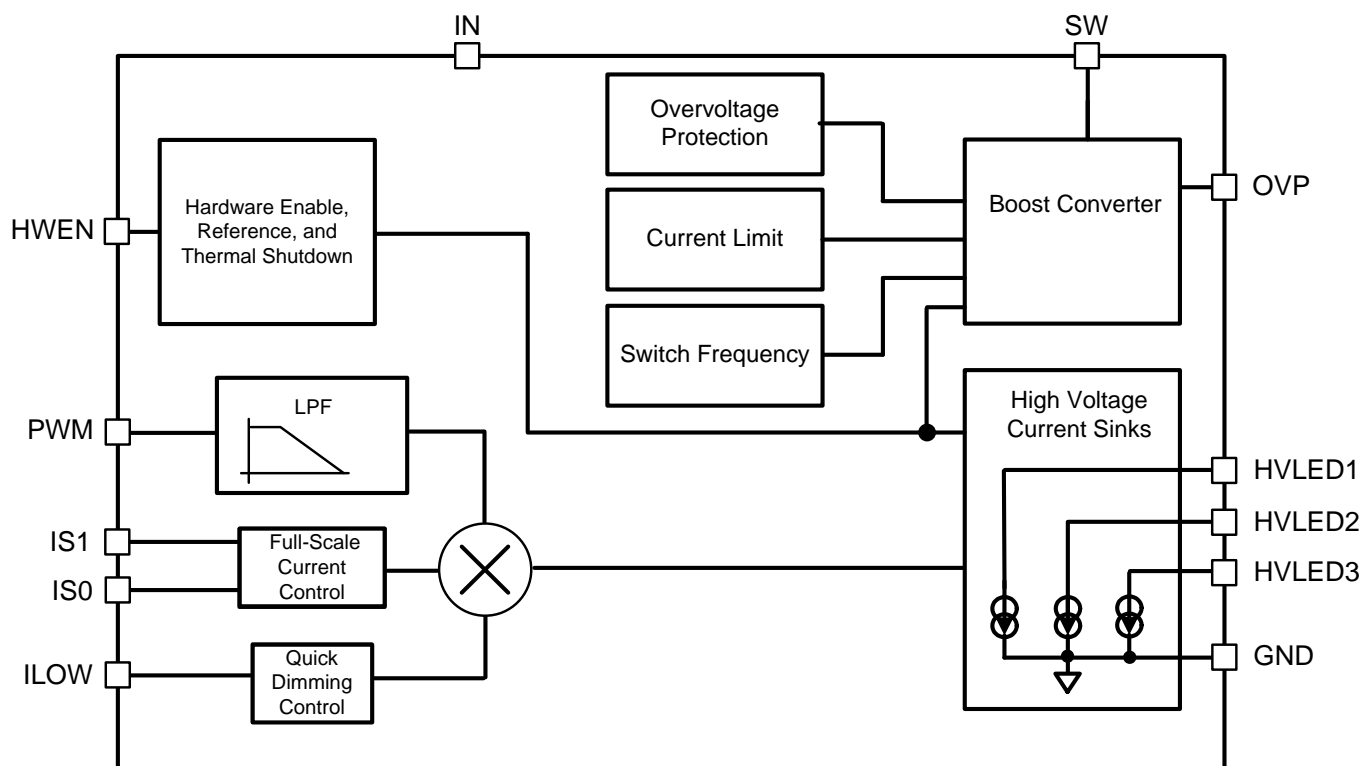 IN
SW
Overvoltage
Protection
Hardware Enable,
Reference, and
Thermal Shutdown
HWEN
Boost Converter
OVP
Current Limit
Switch Frequency
LPF
PWM
High Voltage
Current Sinks
HVLED1
HVLED2
HVLED3
IS1
IS0
Full-Scale
Current
Control
ILOW
Quick
Dimming
Control
GND